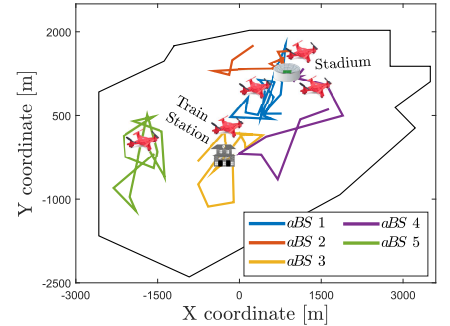 2000
500
-1000
-2500
Y coordinate [m]
Stadium
Train
Station
aBS 1
aBS 2
aBS 3
aBS 4
aBS 5
-3000
-1500
0
1500
3000
X coordinate [m]